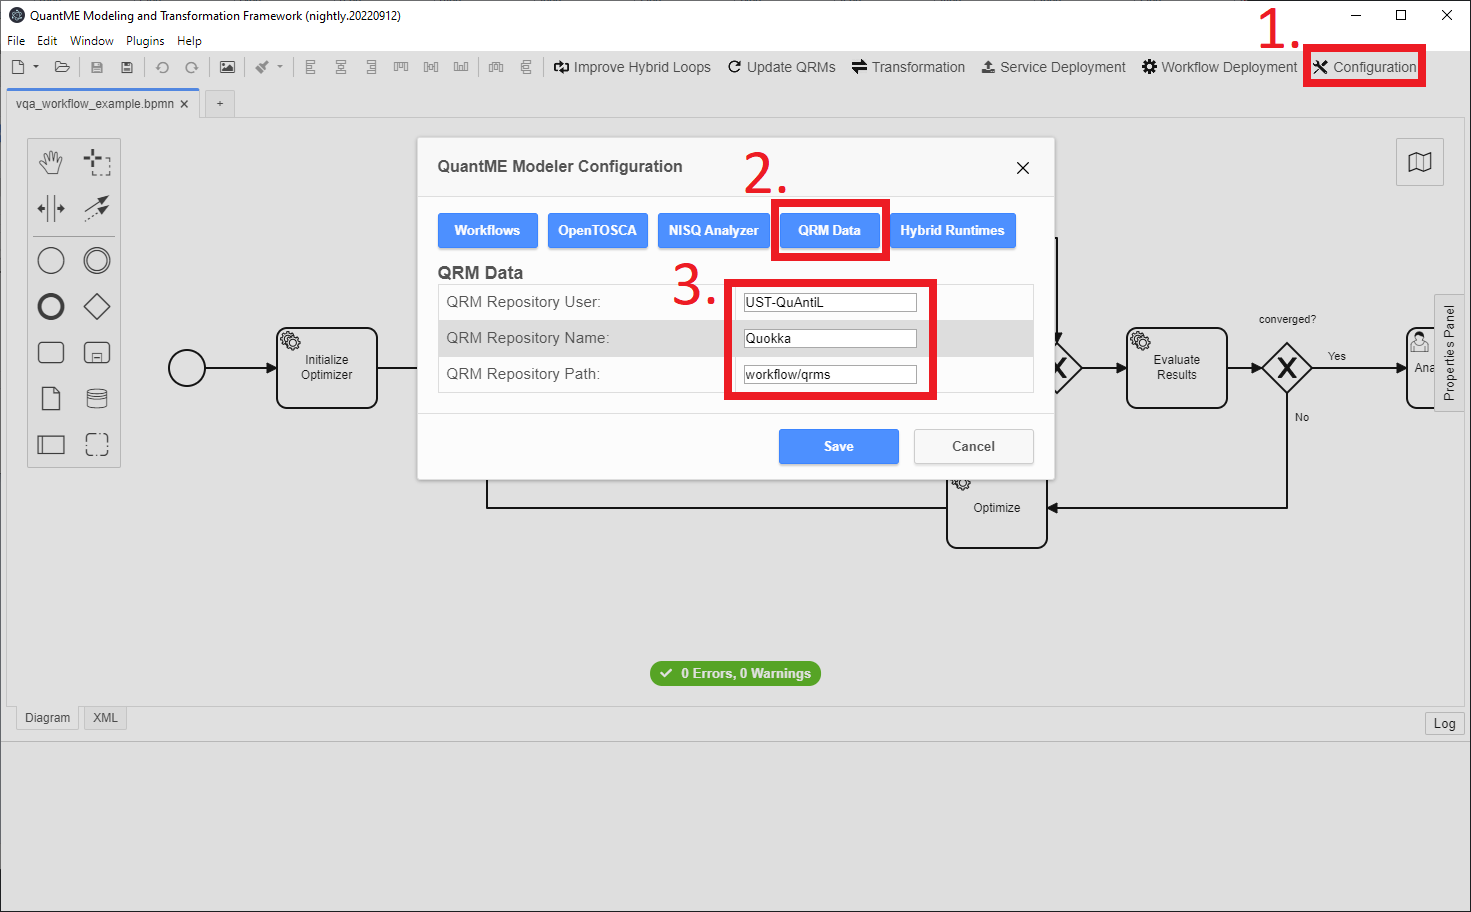 QuantME Modeling and Transformation Framework (nightly.20220912)
File Edit Window Plugins Help
1.
Improve Hybrid Loops Update QRMs Transformation Service Deployment Workflow Deployment Configuration
vqa_workflow_example.bpmn × +
QuantME Modeler Configuration
2.
Workflows OpenTOSCA NISQ Analyzer QRM Data Hybrid Runtimes
QRM Data
3.
QRM Repository User: UST-QuAntiL
QRM Repository Name: Quokka
QRM Repository Path: workflow/qrms
Save Cancel
Initialize
Optimizer
Evaluate
Results
converged?
Yes
No
Ana
Properties Panel
Optimize
0 Errors, 0 Warnings
Diagram XML
Log